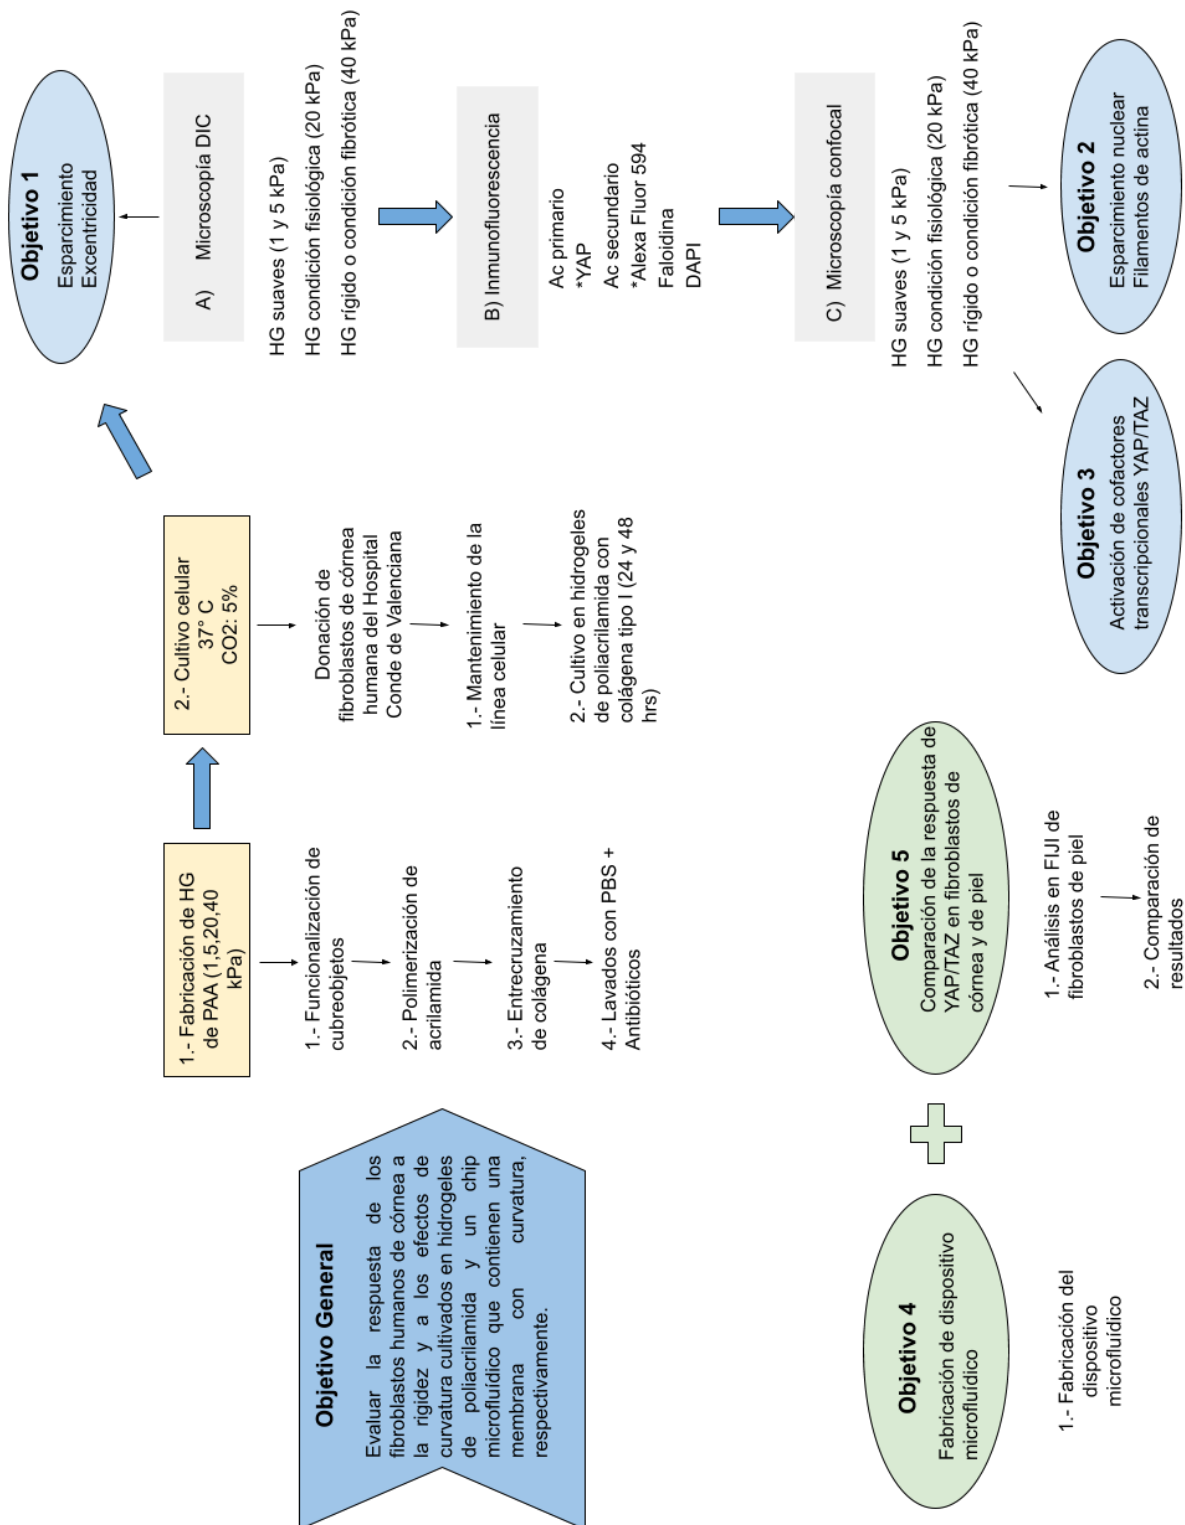 Objetivo General
Evaluar la respuesta de los
fibroblastos humanos de córnea a
la rigidez y a los efectos de
curvatura cultivados en hidrogeles
de poliacrilamida y un chip
microfluídico que contienen una
membrana con curvatura,
respectivamente.
1.- Fabricación de HG
de PAA (1,5,20,40
kPa)
1.- Funcionalización de
cubreobjetos
2.- Polimerización de
acrilamida
3.- Entrecruzamiento
de colágena
4.- Lavados con PBS +
Antibióticos
2.- Cultivo celular
37° C
CO2: 5%
Donación de
fibroblastos de córnea
humana del Hospital
Conde de Valenciana
1.- Mantenimiento de la
línea celular
2.- Cultivo en hidrogeles
de poliacrilamida con
colágena tipo I (24 y 48
hrs)
Objetivo 1
Esparcimiento
Excentricidad
A) Microscopía DIC
HG suaves (1 y 5 kPa)
HG condición fisiológica (20 kPa)
HG rígido o condición fibrótica (40 kPa)
B) Inmunofluorescencia
Ac primario
*YAP
Ac secundario
*Alexa Fluor 594
Faloidina
DAPI
C) Microscopía confocal
HG suaves (1 y 5 kPa)
HG condición fisiológica (20 kPa)
HG rígido o condición fibrótica (40 kPa)
Objetivo 2
Esparcimiento nuclear
Filamentos de actina
Objetivo 3
Activación de cofactores
transcripcionales YAP/TAZ
Objetivo 4
Fabricación de dispositivo
microfluídico
1.- Fabricación del
dispositivo
microfluídico
Objetivo 5
Comparación de la respuesta de
YAP/TAZ en fibroblastos de
córnea y de piel
1.- Análisis en FIJI de
fibroblastos de piel
2.- Comparación de
resultados